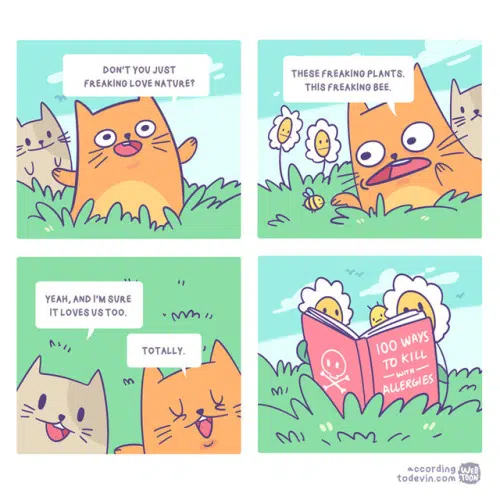 DON'T YOU JUST
FREAKING LOVE NATURE?
THESE FREAKING PLANTS.
THIS FREAKING BEE.
YEAH, AND I'M SURE
IT LOVES US TOO.
TOTALLY.
100 WAYS
TO KILL
WITH
ALLERGIES
according
todevin.com
WEB
TOON